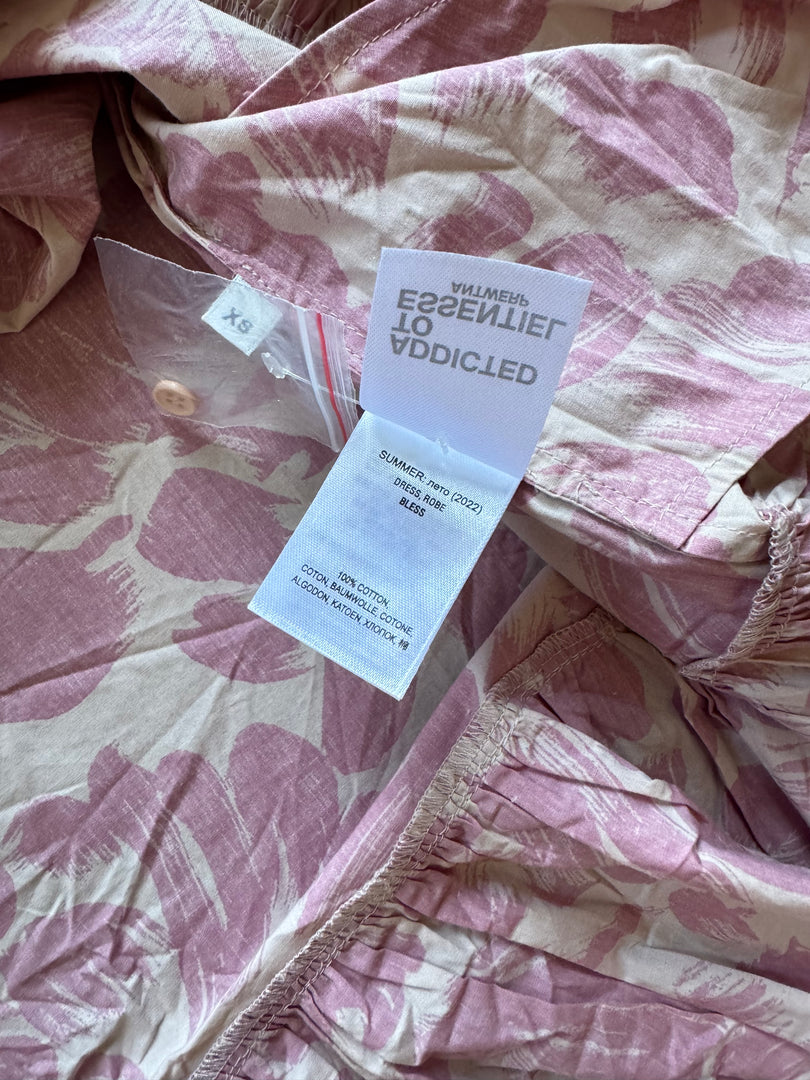 ADDICTED
TO
ESSENTIEL
ANTWERP
XS
SUMMER: лето (2022)
DRESS, ROBE
BLESS
100% COTTON,
COTON, BAUMWOLLE, COTONE,
ALGODON, KATOEN, ХЛОПОК, 棉